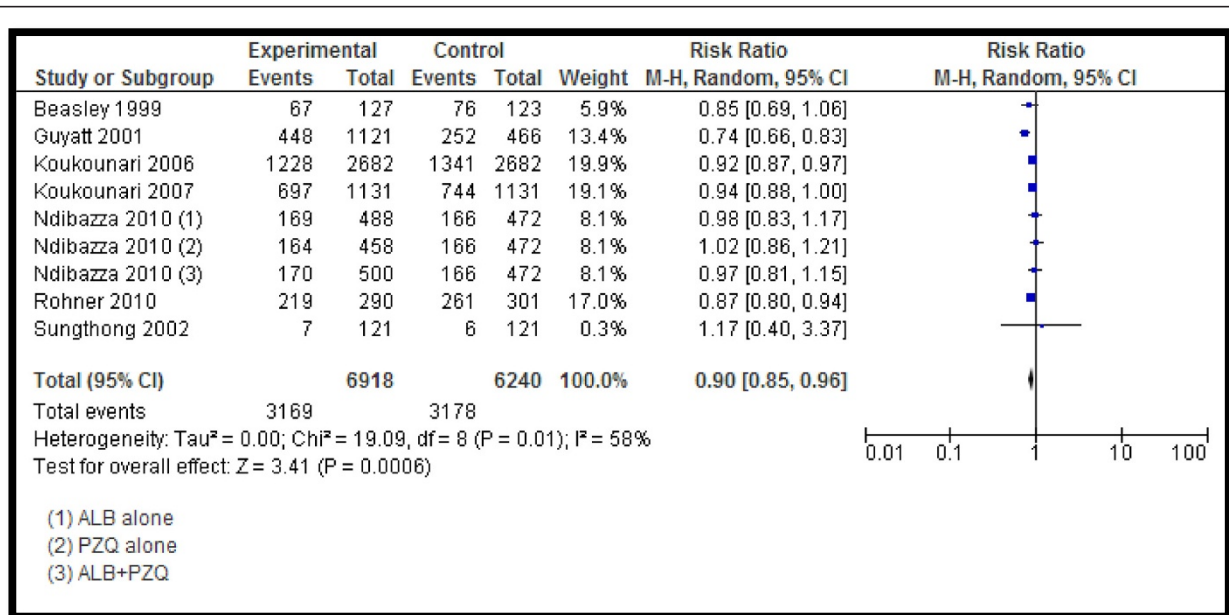 Experimental Control Risk Ratio Risk Ratio
Study or Subgroup Events Total Events Total Weight M-H, Random, 95% CI M-H, Random, 95% CI
Beasley 1999 67 127 76 123 5.9% 0.85 [0.69, 1.06]
Guyatt 2001 448 1121 252 466 13.4% 0.74 [0.66, 0.83]
Koukounari 2006 1228 2682 1341 2682 19.9% 0.92 [0.87, 0.97]
Koukounari 2007 697 1131 744 1131 19.1% 0.94 [0.88, 1.00]
Ndibazza 2010 (1) 169 488 166 472 8.1% 0.98 [0.83, 1.17]
Ndibazza 2010 (2) 164 458 166 472 8.1% 1.02 [0.86, 1.21]
Ndibazza 2010 (3) 170 500 166 472 8.1% 0.97 [0.81, 1.15]
Rohner 2010 219 290 261 301 17.0% 0.87 [0.80, 0.94]
Sungthong 2002 7 121 6 121 0.3% 1.17 [0.40, 3.37]
Total (95% CI) 6918 6240 100.0% 0.90 [0.85, 0.96]
Total events 3169 3178
Heterogeneity: Tau² = 0.00; Chi² = 19.09, df = 8 (P = 0.01); I² = 58%
Test for overall effect: Z = 3.41 (P = 0.0006)
0.01 0.1 1 10 100
(1) ALB alone
(2) PZQ alone
(3) ALB+PZQ